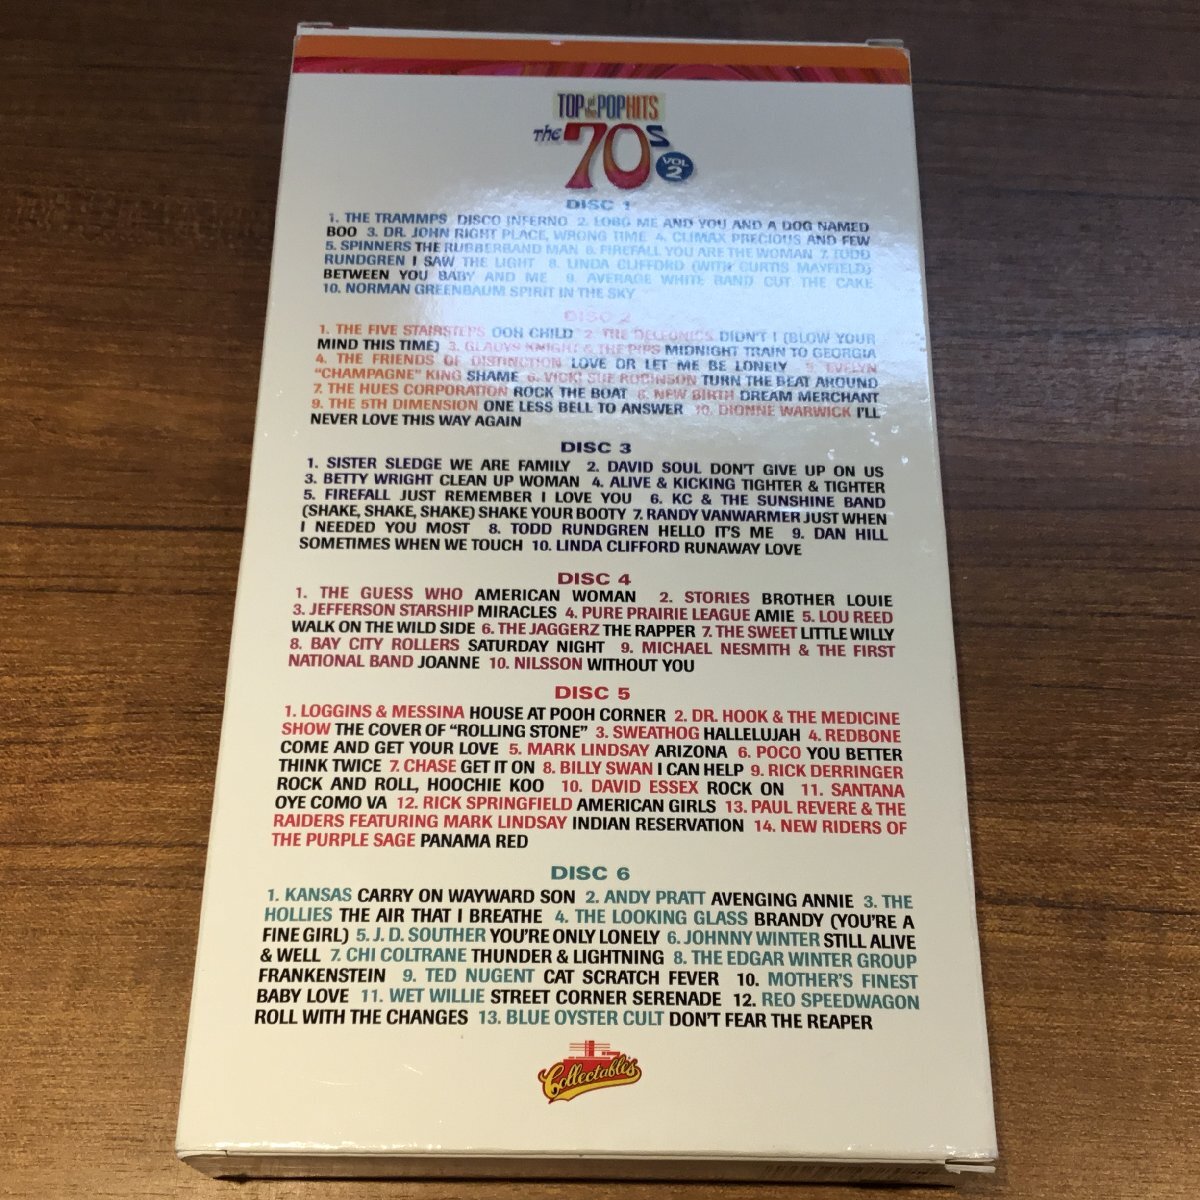 TOP of the POP HITS
The 70s
VOL 2
DISC 1
1. THE TRAMMPS DISCO INFERNO 2. LOBO ME AND YOU AND A DOG NAMED
BOO 3. DR. JOHN RIGHT PLACE, WRONG TIME 4. CLIMAX PRECIOUS AND FEW
5. SPINNERS THE RUBBERBAND MAN 6. FIREFALL YOU ARE THE WOMAN 7. TODD
RUNDGREN I SAW THE LIGHT 8. LINDA CLIFFORD (WITH CURTIS MAYFIELD)
BETWEEN YOU BABY AND ME 9. AVERAGE WHITE BAND CUT THE CAKE
10. NORMAN GREENBAUM SPIRIT IN THE SKY
DISC 2
1. THE FIVE STAIRSTEPS OOH CHILD 2. THE DELFONICS DIDN'T I (BLOW YOUR
MIND THIS TIME) 3. GLADYS KNIGHT & THE PIPS MIDNIGHT TRAIN TO GEORGIA
4. THE FRIENDS OF DISTINCTION LOVE OR LET ME BE LONELY 5. EVELYN
"CHAMPAGNE" KING SHAME 6. VICKI SUE ROBINSON TURN THE BEAT AROUND
7. THE HUES CORPORATION ROCK THE BOAT 8. NEW BIRTH DREAM MERCHANT
9. THE 5TH DIMENSION ONE LESS BELL TO ANSWER 10. DIONNE WARWICK I'LL
NEVER LOVE THIS WAY AGAIN
DISC 3
1. SISTER SLEDGE WE ARE FAMILY 2. DAVID SOUL DON'T GIVE UP ON US
3. BETTY WRIGHT CLEAN UP WOMAN 4. ALIVE & KICKING TIGHTER & TIGHTER
5. FIREFALL JUST REMEMBER I LOVE YOU 6. KC & THE SUNSHINE BAND
(SHAKE, SHAKE, SHAKE) SHAKE YOUR BOOTY 7. RANDY VANWARMER JUST WHEN
I NEEDED YOU MOST 8. TODD RUNDGREN HELLO IT'S ME 9. DAN HILL
SOMETIMES WHEN WE TOUCH 10. LINDA CLIFFORD RUNAWAY LOVE
DISC 4
1. THE GUESS WHO AMERICAN WOMAN 2. STORIES BROTHER LOUIE
3. JEFFERSON STARSHIP MIRACLES 4. PURE PRAIRIE LEAGUE AMIE 5. LOU REED
WALK ON THE WILD SIDE 6. THE JAGGERZ THE RAPPER 7. THE SWEET LITTLE WILLY
8. BAY CITY ROLLERS SATURDAY NIGHT 9. MICHAEL NESMITH & THE FIRST
NATIONAL BAND JOANNE 10. NILSSON WITHOUT YOU
DISC 5
1. LOGGINS & MESSINA HOUSE AT POOH CORNER 2. DR. HOOK & THE MEDICINE
SHOW THE COVER OF "ROLLING STONE" 3. SWEATHOG HALLELUJAH 4. REDBONE
COME AND GET YOUR LOVE 5. MARK LINDSAY ARIZONA 6. POCO YOU BETTER
THINK TWICE 7. CHASE GET IT ON 8. BILLY SWAN I CAN HELP 9. RICK DERRINGER
ROCK AND ROLL, HOOCHIE KOO 10. DAVID ESSEX ROCK ON 11. SANTANA
OYE COMO VA 12. RICK SPRINGFIELD AMERICAN GIRLS 13. PAUL REVERE & THE
RAIDERS FEATURING MARK LINDSAY INDIAN RESERVATION 14. NEW RIDERS OF
THE PURPLE SAGE PANAMA RED
DISC 6
1. KANSAS CARRY ON WAYWARD SON 2. ANDY PRATT AVENGING ANNIE 3. THE
HOLLIES THE AIR THAT I BREATHE 4. THE LOOKING GLASS BRANDY (YOU'RE A
FINE GIRL) 5. J. D. SOUTHER YOU'RE ONLY LONELY 6. JOHNNY WINTER STILL ALIVE
& WELL 7. CHI COLTRANE THUNDER & LIGHTNING 8. THE EDGAR WINTER GROUP
FRANKENSTEIN 9. TED NUGENT CAT SCRATCH FEVER 10. MOTHER'S FINEST
BABY LOVE 11. WET WILLIE STREET CORNER SERENADE 12. REO SPEEDWAGON
ROLL WITH THE CHANGES 13. BLUE OYSTER CULT DON'T FEAR THE REAPER
Collectables